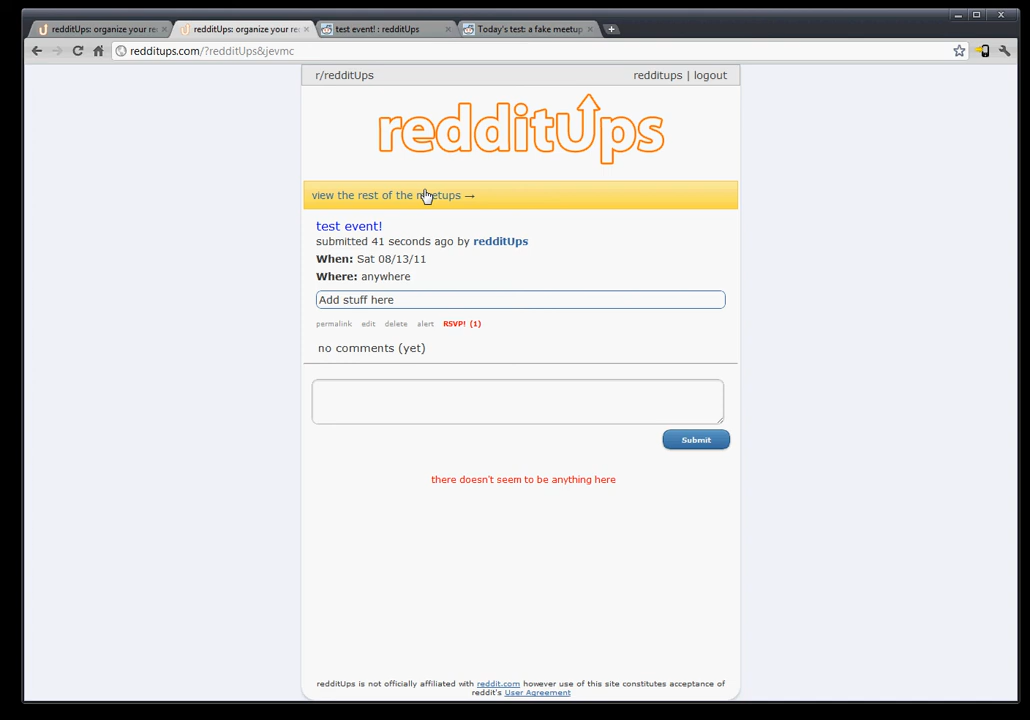 redditUps: organize your re
redditUps: organize your re
test event! : redditUps
Today's test: a fake meetup
redditups.com/?redditUps&jevmc
r/redditUps
redditups | logout
redditUps
view the rest of the meetups →
test event!
submitted 41 seconds ago by redditUps
When: Sat 08/13/11
Where: anywhere
Add stuff here
permalink edit delete alert RSVP! (1)
no comments (yet)
Submit
there doesn't seem to be anything here
redditUps is not officially affiliated with reddit.com however use of this site constitutes acceptance of
reddit's User Agreement